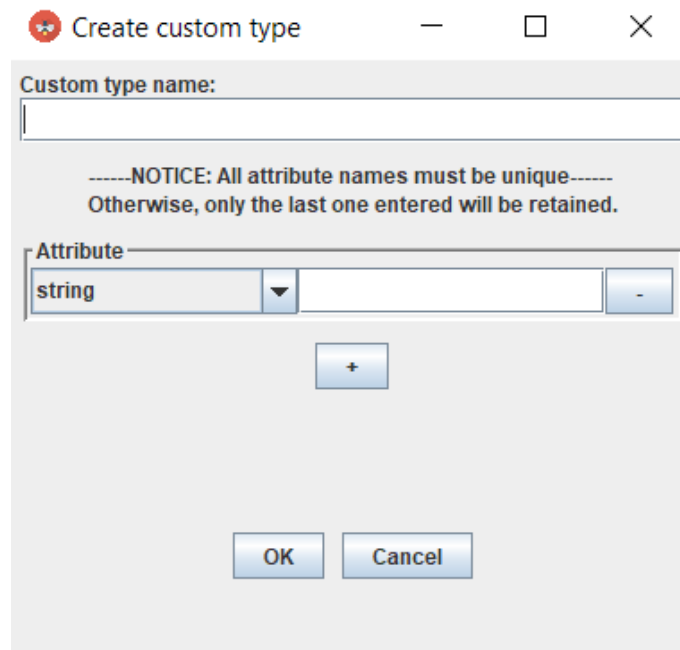 Create custom type
Custom type name:
------NOTICE: All attribute names must be unique------
Otherwise, only the last one entered will be retained.
Attribute
string
-
+
OK Cancel